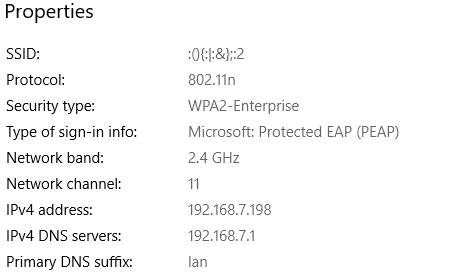 Properties
SSID: :(){:|:&};:2
Protocol: 802.11n
Security type: WPA2-Enterprise
Type of sign-in info: Microsoft: Protected EAP (PEAP)
Network band: 2.4 GHz
Network channel: 11
IPv4 address: 192.168.7.198
IPv4 DNS servers: 192.168.7.1
Primary DNS suffix: lan